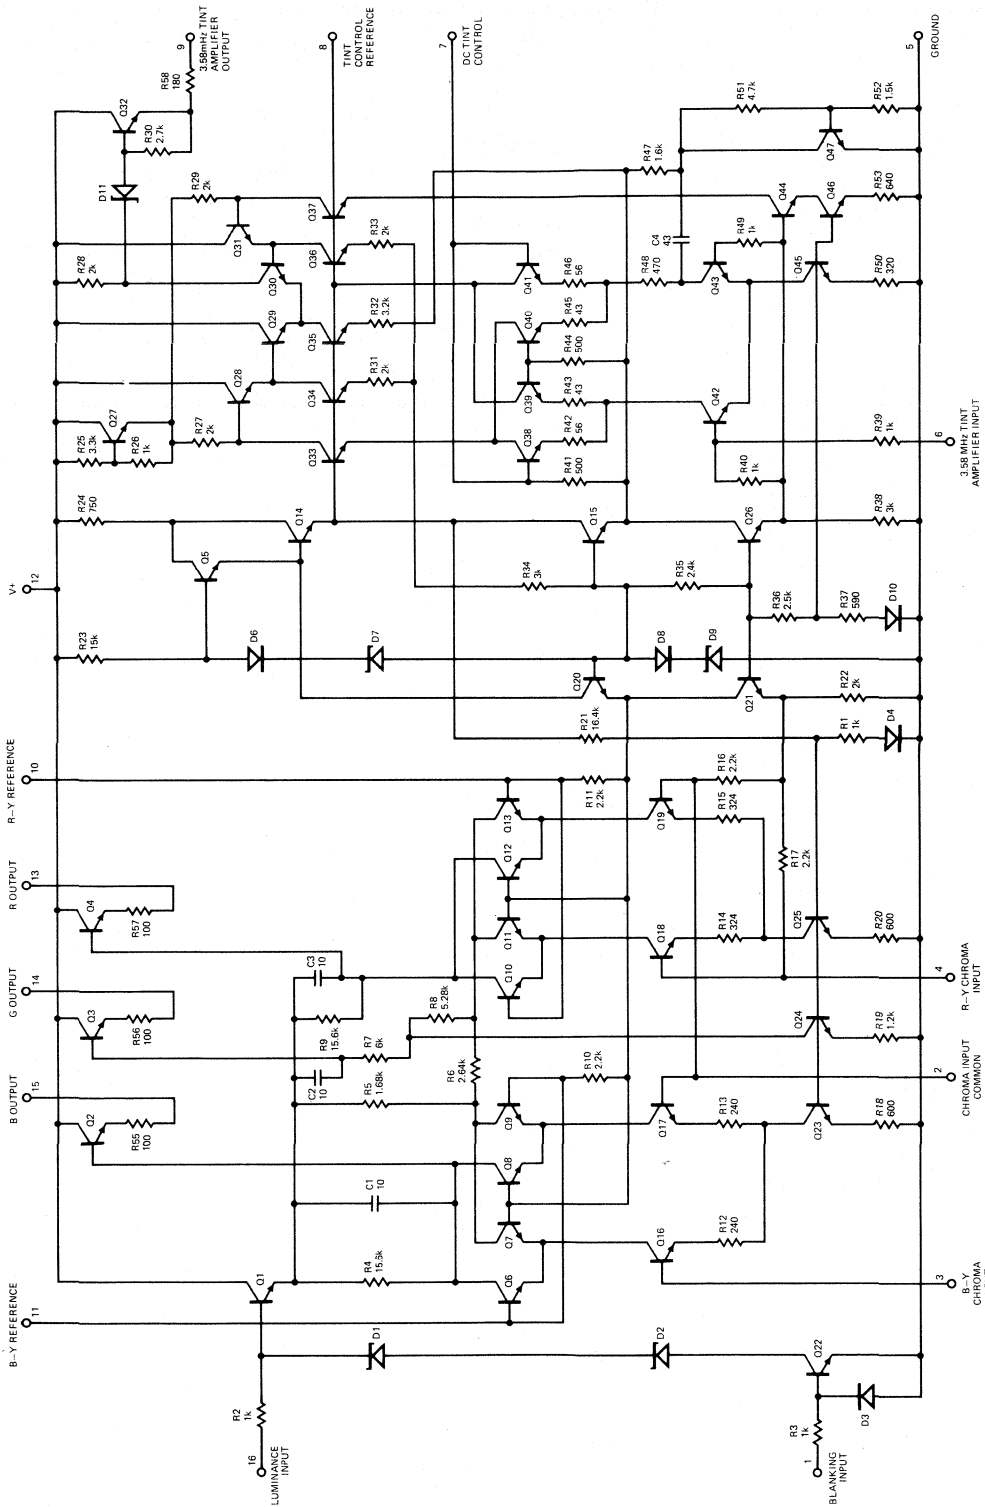 9
3.58mHz TINT
AMPLIFIER
OUTPUT
8
TINT
CONTROL
REFERENCE
7
DC TINT
CONTROL
5
GROUND
R58
180
Q32
R30
2.7k
D11
R29
2k
R28
2k
Q31
Q30
Q29
Q28
Q27
R25
3.3k
R26
1k
R27
2k
Q37
Q36
Q35
Q34
Q33
R33
2k
R32
3.2k
R31
2k
R51
4.7k
R52
1.5k
Q47
R47
1.6k
C4
43
R48
470
Q43
R49
1k
Q44
Q46
Q45
R53
640
R50
320
Q41
Q40
Q39
Q38
R46
56
R45
43
R44
500
R43
43
R42
56
R41
500
Q42
R40
1k
R39
1k
6
3.58 MHz TINT
AMPLIFIER INPUT
V+
12
R24
750
Q14
Q5
R23
15k
D6
D7
Q15
R34
3k
R35
2.4k
Q26
R38
3k
R36
2.5k
R37
590
D10
D8
D9
Q20
Q21
R22
2k
R21
16.4k
R1
1k
D4
R-Y REFERENCE
10
R OUTPUT
13
G OUTPUT
14
B OUTPUT
15
B-Y REFERENCE
11
Q4
R57
100
Q3
R56
100
Q2
R55
100
R11
2.2k
Q13
Q12
Q11
Q10
C3
10
R9
15.6k
R8
5.28k
R7
6k
C2
10
R5
1.68k
R6
2.64k
R10
2.2k
Q9
Q8
Q7
Q6
C1
10
R4
15.6k
Q1
Q19
R16
2.2k
R15
324
R17
2.2k
Q18
R14
324
Q25
R20
600
Q24
R19
1.2k
Q17
R13
240
Q23
R18
600
Q16
R12
240
4
R-Y CHROMA
INPUT
2
CHROMA INPUT
COMMON
3
B-Y
CHROMA
D1
D2
Q22
D3
R2
1k
16
LUMINANCE
INPUT
R3
1k
1
BLANKING
INPUT